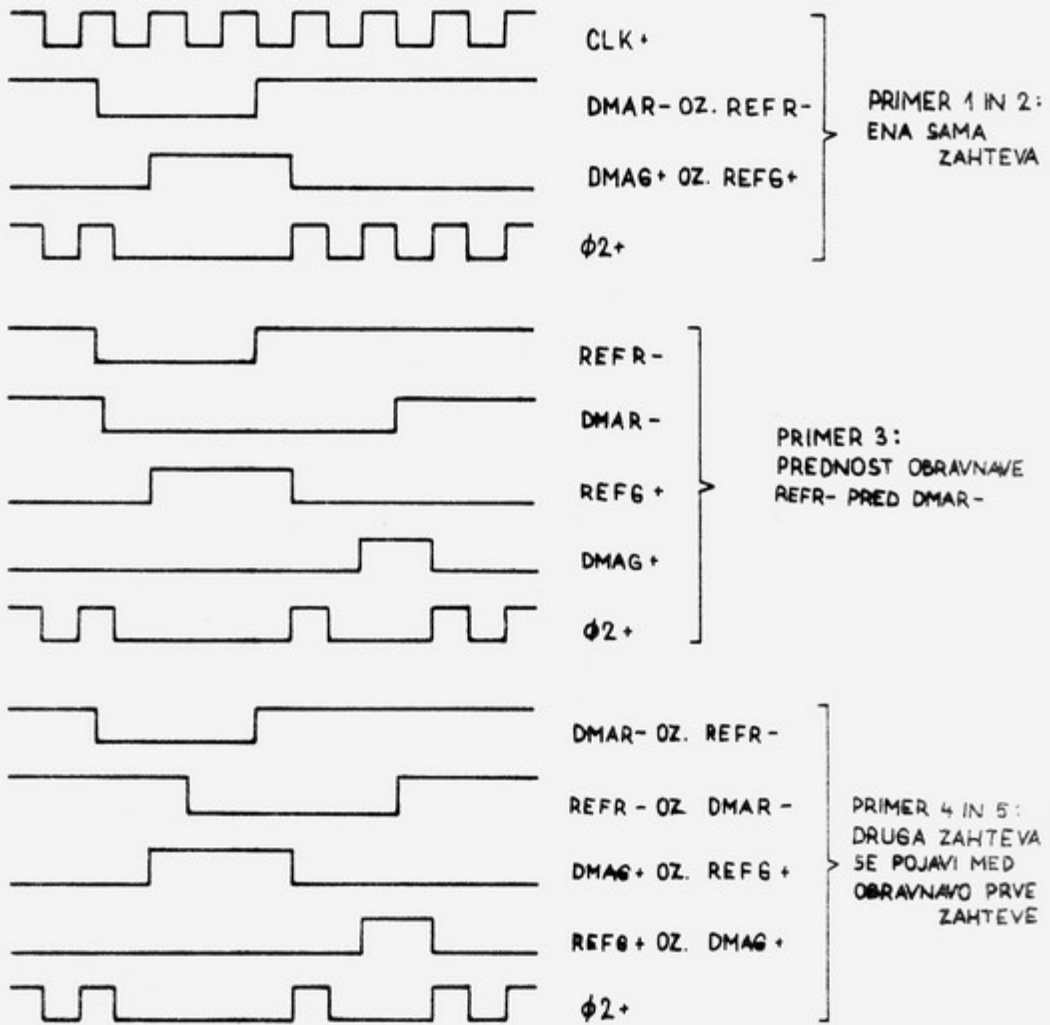 CLK+
DMAR- OZ. REFR-
DMAG+ OZ. REFG+
ϕ2+
PRIMER 1 IN 2:
ENA SAMA
ZAHTEVA
REFR-
DMAR-
REFG+
DMAG+
ϕ2+
PRIMER 3:
PREDNOST OBRAVNAVE
REFR- PRED DMAR-
DMAR- OZ. REFR-
REFR- OZ DMAR-
DMAG+ OZ. REFG+
REFG+ OZ. DMAG+
ϕ2+
PRIMER 4 IN 5:
DRUGA ZAHTEVA
SE POJAVI MED
OBRAVNAVO PRVE
ZAHTEVE